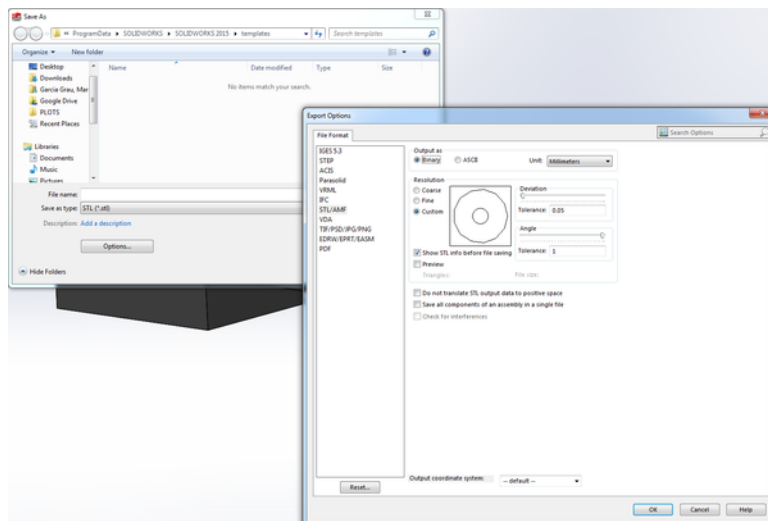 Save As
ProgramData ▸ SOLIDWORKS ▸ SOLIDWORKS 2015 ▸ templates
Search templates
Organize
New folder
Name
Date modified
Type
Size
No items match your search.
Desktop
Downloads
Garcia Grau, Mar
Google Drive
PLOTS
Recent Places
Libraries
Documents
Music
Pictures
File name:
Save as type: STL (*.stl)
Description: Add a description
Options...
Hide Folders
Export Options
File Format
Search Options
IGES 5.3
STEP
ACIS
Parasolid
VRML
IFC
STL/AMF
VDA
TIF/PSD/JPG/PNG
EDRW/EPRT/EASM
PDF
Reset...
Output as
Binary
ASCII
Unit: Millimeters
Resolution
Coarse
Fine
Custom
Deviation
Tolerance: 0.05
Angle
Tolerance: 1
Show STL info before file saving
Preview
Triangles:
File size:
Do not translate STL output data to positive space
Save all components of an assembly in a single file
Check for interferences
Output coordinate system:
-- default --
OK
Cancel
Help